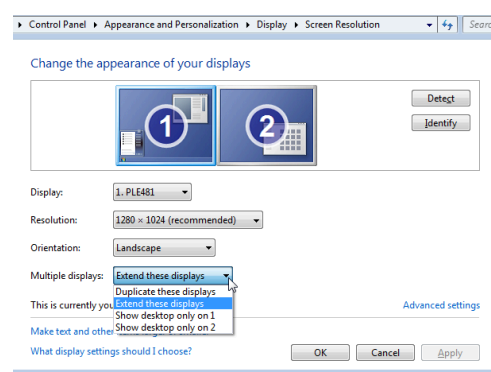 Control Panel ▸ Appearance and Personalization ▸ Display ▸ Screen Resolution
Change the appearance of your displays
1
2
Detect
Identify
Display: 1. PLE481
Resolution: 1280 × 1024 (recommended)
Orientation: Landscape
Multiple displays: Extend these displays
Duplicate these displays
This is currently Extend these displays Advanced settings
Show desktop only on 1
Make text and other Show desktop only on 2
What display settings should I choose? OK Cancel Apply